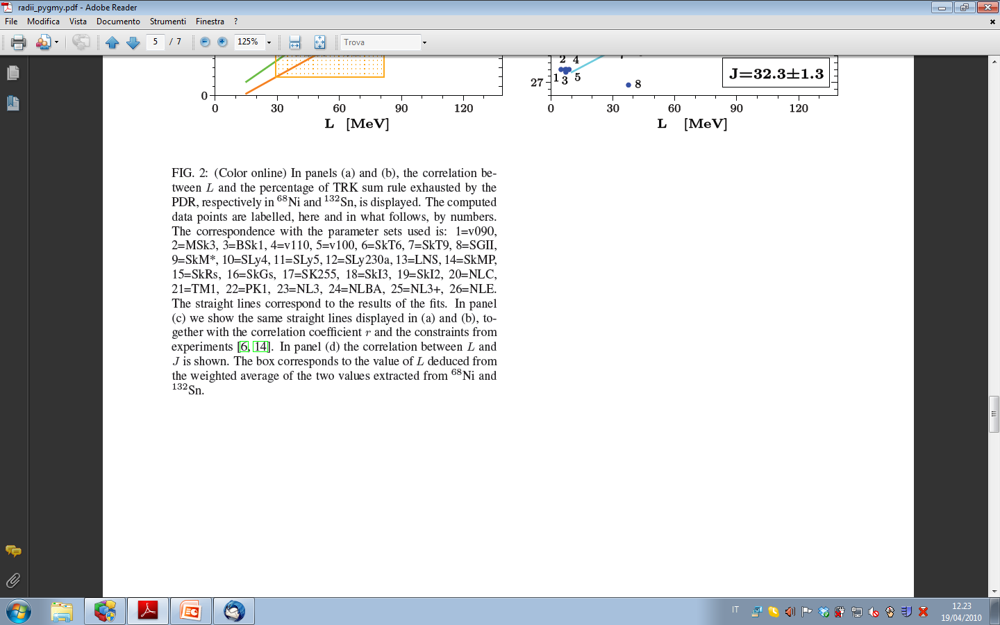 radii_pygmy.pdf - Adobe Reader
File Modifica Vista Documento Strumenti Finestra ?
5 / 7 125% Trova
0
0 30 60 90 120
L [MeV]
2 4
1 3 5
8
27
J=32.3±1.3
0 30 60 90 120
L [MeV]
FIG. 2: (Color online) In panels (a) and (b), the correlation be-
tween L and the percentage of TRK sum rule exhausted by the
PDR, respectively in ⁶⁸Ni and ¹³²Sn, is displayed. The computed
data points are labelled, here and in what follows, by numbers.
The correspondence with the parameter sets used is: 1=v090,
2=MSk3, 3=BSk1, 4=v110, 5=v100, 6=SkT6, 7=SkT9, 8=SGII,
9=SkM*, 10=SLy4, 11=SLy5, 12=SLy230a, 13=LNS, 14=SkMP,
15=SkRs, 16=SkGs, 17=SK255, 18=SkI3, 19=SkI2, 20=NLC,
21=TM1, 22=PK1, 23=NL3, 24=NLBA, 25=NL3+, 26=NLE.
The straight lines correspond to the results of the fits. In panel
(c) we show the same straight lines displayed in (a) and (b), to-
gether with the correlation coefficient r and the constraints from
experiments [6, 14]. In panel (d) the correlation between L and
J is shown. The box corresponds to the value of L deduced from
the weighted average of the two values extracted from ⁶⁸Ni and
¹³²Sn.
IT
12.23
19/04/2010